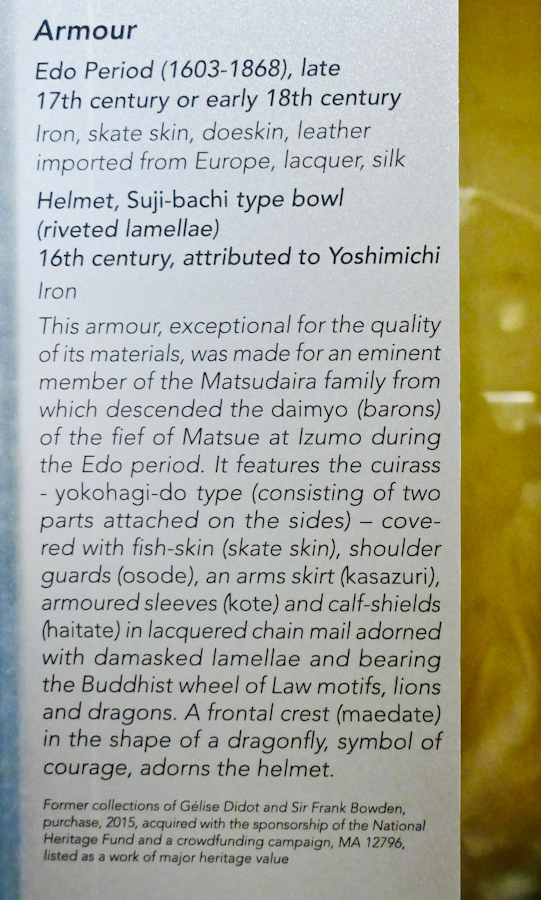 Armour
Edo Period (1603-1868), late
17th century or early 18th century
Iron, skate skin, doeskin, leather
imported from Europe, lacquer, silk
Helmet, Suji-bachi type bowl
(riveted lamellae)
16th century, attributed to Yoshimichi
Iron
This armour, exceptional for the quality
of its materials, was made for an eminent
member of the Matsudaira family from
which descended the daimyo (barons)
of the fief of Matsue at Izumo during
the Edo period. It features the cuirass
- yokohagi-do type (consisting of two
parts attached on the sides) – cove-
red with fish-skin (skate skin), shoulder
guards (osode), an arms skirt (kasazuri),
armoured sleeves (kote) and calf-shields
(haitate) in lacquered chain mail adorned
with damasked lamellae and bearing
the Buddhist wheel of Law motifs, lions
and dragons. A frontal crest (maedate)
in the shape of a dragonfly, symbol of
courage, adorns the helmet.
Former collections of Gélise Didot and Sir Frank Bowden,
purchase, 2015, acquired with the sponsorship of the National
Heritage Fund and a crowdfunding campaign, MA 12796,
listed as a work of major heritage value